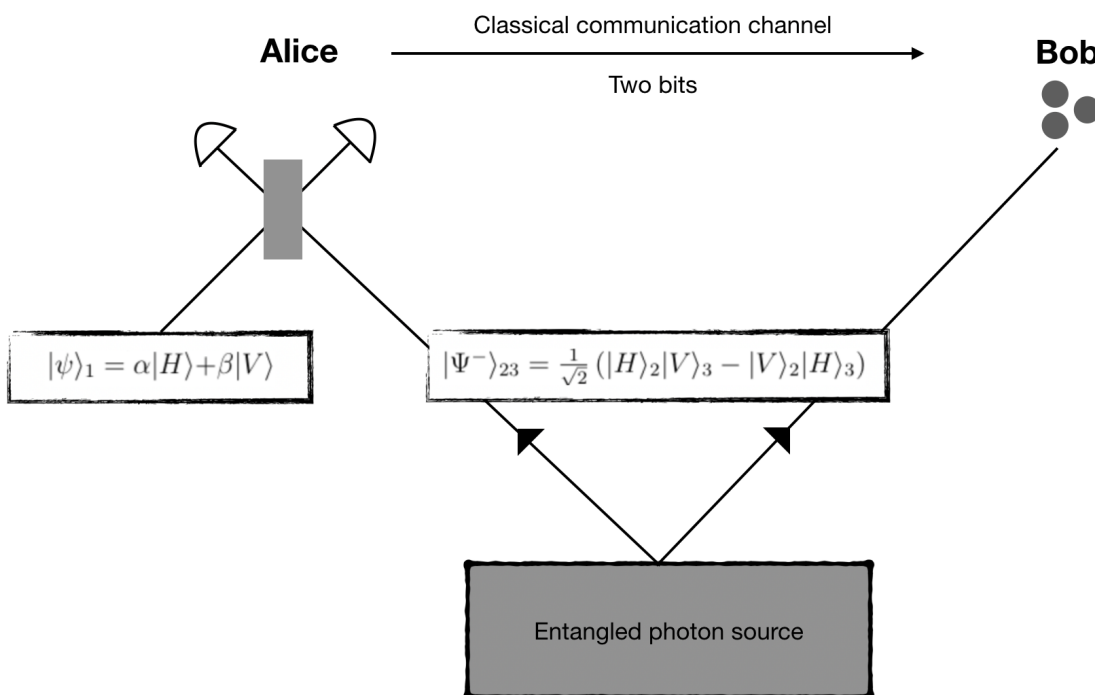 Classical communication channel
Alice
Bob
Two bits
|ψ⟩₁ = α|H⟩+β|V⟩
|Ψ⁻⟩₂₃ = 1/√2 (|H⟩₂|V⟩₃ − |V⟩₂|H⟩₃)
Entangled photon source